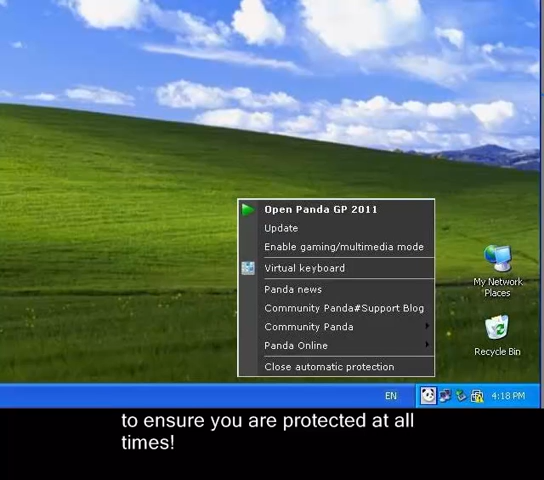 Open Panda GP 2011
Update
Enable gaming/multimedia mode
Virtual keyboard
Panda news
Community Panda#Support Blog
Community Panda
Panda Online
Close automatic protection
My Network
Places
Recycle Bin
EN
4:18 PM
to ensure you are protected at all
times!